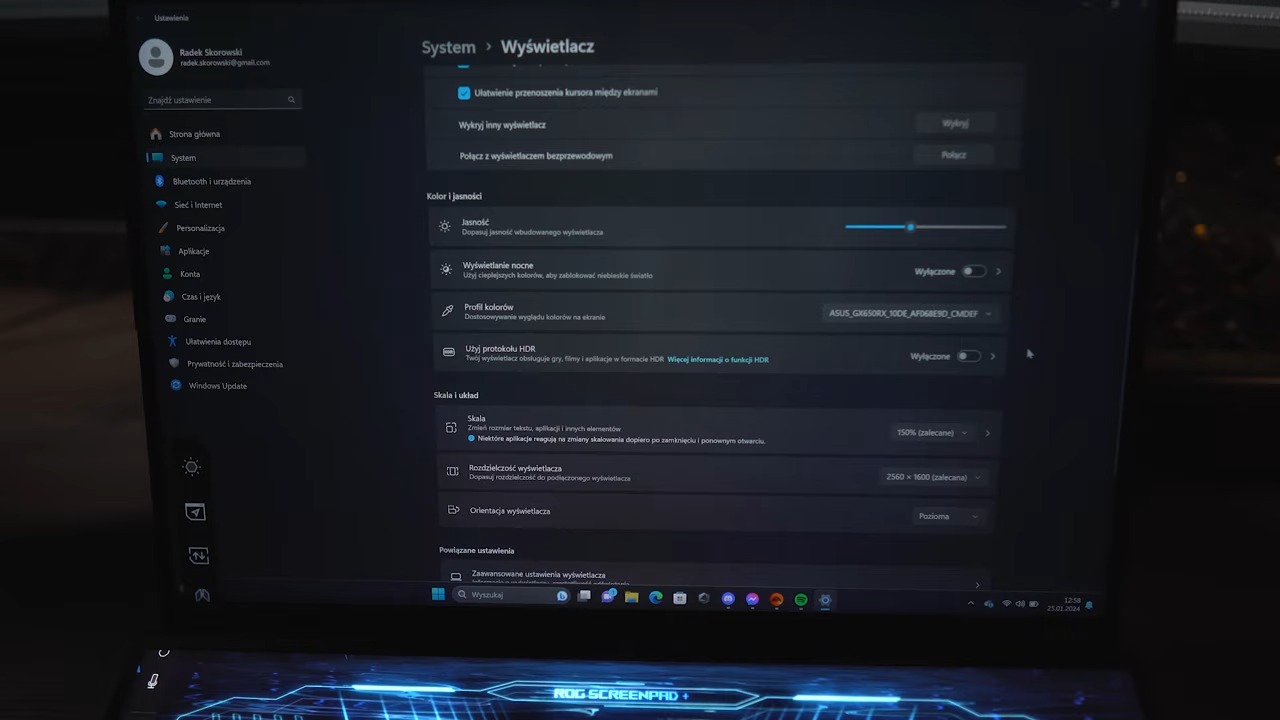 Ustawienia
Radek Skorowski
radek.skorowski@gmail.com
Znajdź ustawienie
Strona główna
System
Bluetooth i urządzenia
Sieć i Internet
Personalizacja
Aplikacje
Konta
Czas i język
Granie
Ułatwienia dostępu
Prywatność i zabezpieczenia
Windows Update
System › Wyświetlacz
Ułatwienie przenoszenia kursora między ekranami
Wykryj inny wyświetlacz
Wykryj
Połącz z wyświetlaczem bezprzewodowym
Połącz
Kolor i jasności
Jasność
Dopasuj jasność wbudowanego wyświetlacza
Wyświetlanie nocne
Użyj cieplejszych kolorów, aby zablokować niebieskie światło
Wyłączone
Profil kolorów
Dostosowywanie wyglądu kolorów na ekranie
ASUS_GX650RX_10DE_AF068E9D_CMDEF
HDR
Użyj protokołu HDR
Twój wyświetlacz obsługuje gry, filmy i aplikacje w formacie HDR Więcej informacji o funkcji HDR
Wyłączone
Skala i układ
Skala
Zmień rozmiar tekstu, aplikacji i innych elementów
Niektóre aplikacje reagują na zmiany skalowania dopiero po zamknięciu i ponownym otwarciu.
150% (zalecane)
Rozdzielczość wyświetlacza
Dopasuj rozdzielczość do podłączonego wyświetlacza
2560 × 1600 (zalecana)
Orientacja wyświetlacza
Pozioma
Powiązane ustawienia
Zaawansowane ustawienia wyświetlacza
Wyszukaj
12:58
25.01.2024
ROG SCREENPAD +